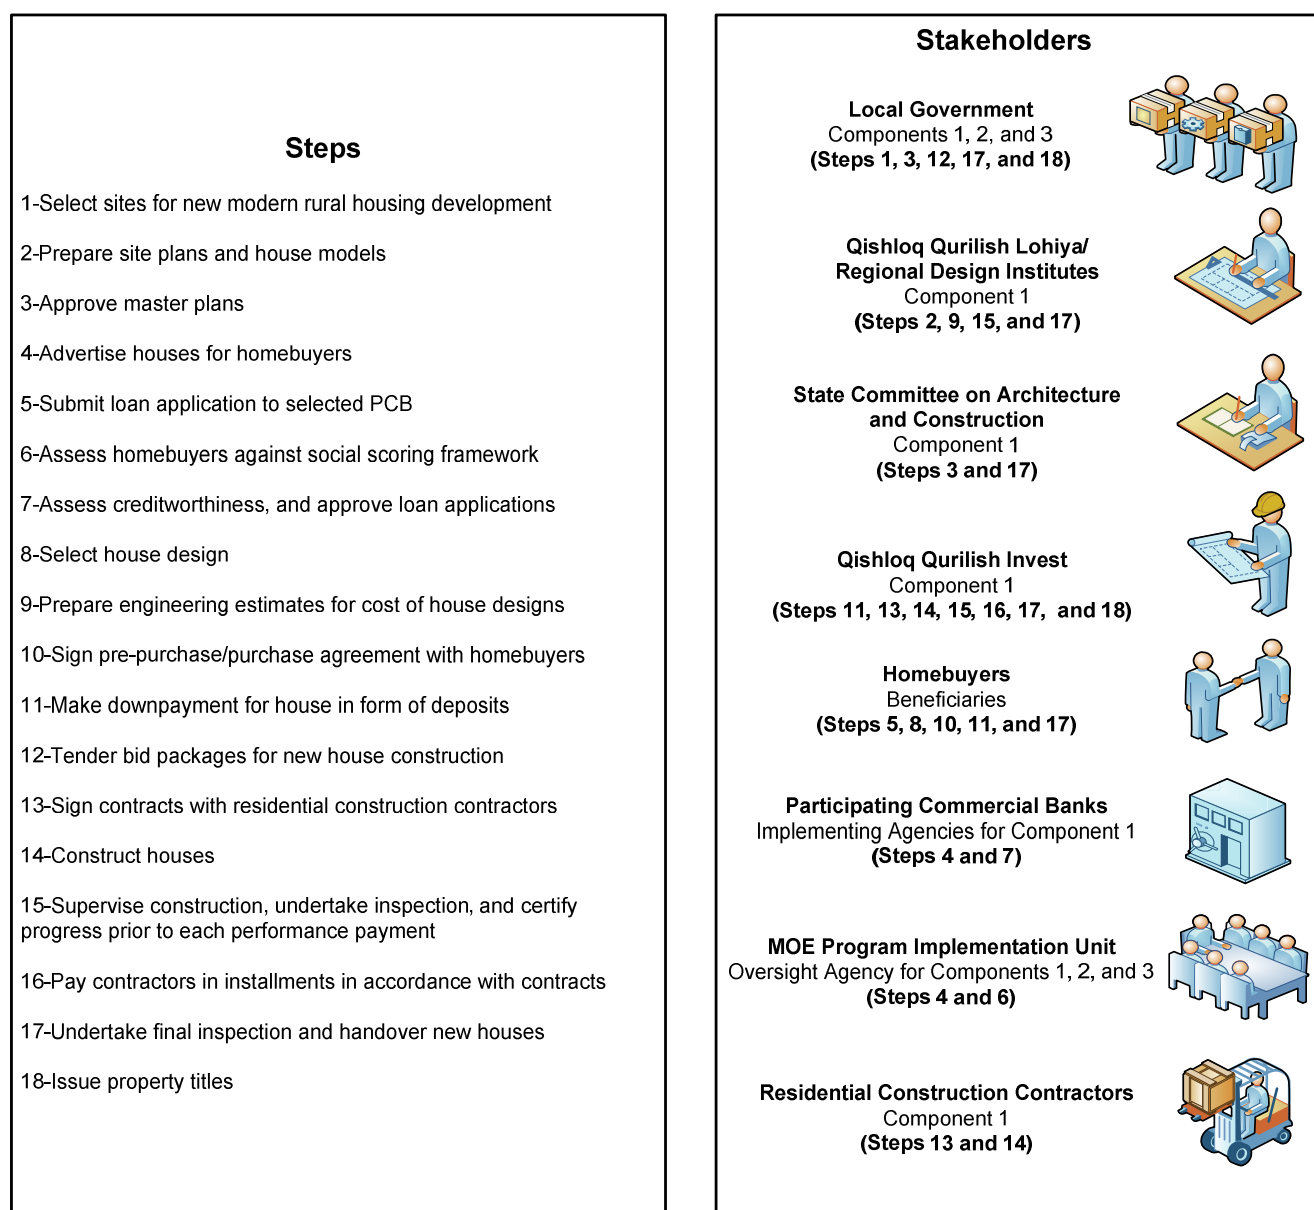 Steps
1-Select sites for new modern rural housing development
2-Prepare site plans and house models
3-Approve master plans
4-Advertise houses for homebuyers
5-Submit loan application to selected PCB
6-Assess homebuyers against social scoring framework
7-Assess creditworthiness, and approve loan applications
8-Select house design
9-Prepare engineering estimates for cost of house designs
10-Sign pre-purchase/purchase agreement with homebuyers
11-Make downpayment for house in form of deposits
12-Tender bid packages for new house construction
13-Sign contracts with residential construction contractors
14-Construct houses
15-Supervise construction, undertake inspection, and certify
progress prior to each performance payment
16-Pay contractors in installments in accordance with contracts
17-Undertake final inspection and handover new houses
18-Issue property titles
Stakeholders
Local Government
Components 1, 2, and 3
(Steps 1, 3, 12, 17, and 18)
Qishloq Qurilish Lohiya/
Regional Design Institutes
Component 1
(Steps 2, 9, 15, and 17)
State Committee on Architecture
and Construction
Component 1
(Steps 3 and 17)
Qishloq Qurilish Invest
Component 1
(Steps 11, 13, 14, 15, 16, 17, and 18)
Homebuyers
Beneficiaries
(Steps 5, 8, 10, 11, and 17)
Participating Commercial Banks
Implementing Agencies for Component 1
(Steps 4 and 7)
MOE Program Implementation Unit
Oversight Agency for Components 1, 2, and 3
(Steps 4 and 6)
Residential Construction Contractors
Component 1
(Steps 13 and 14)